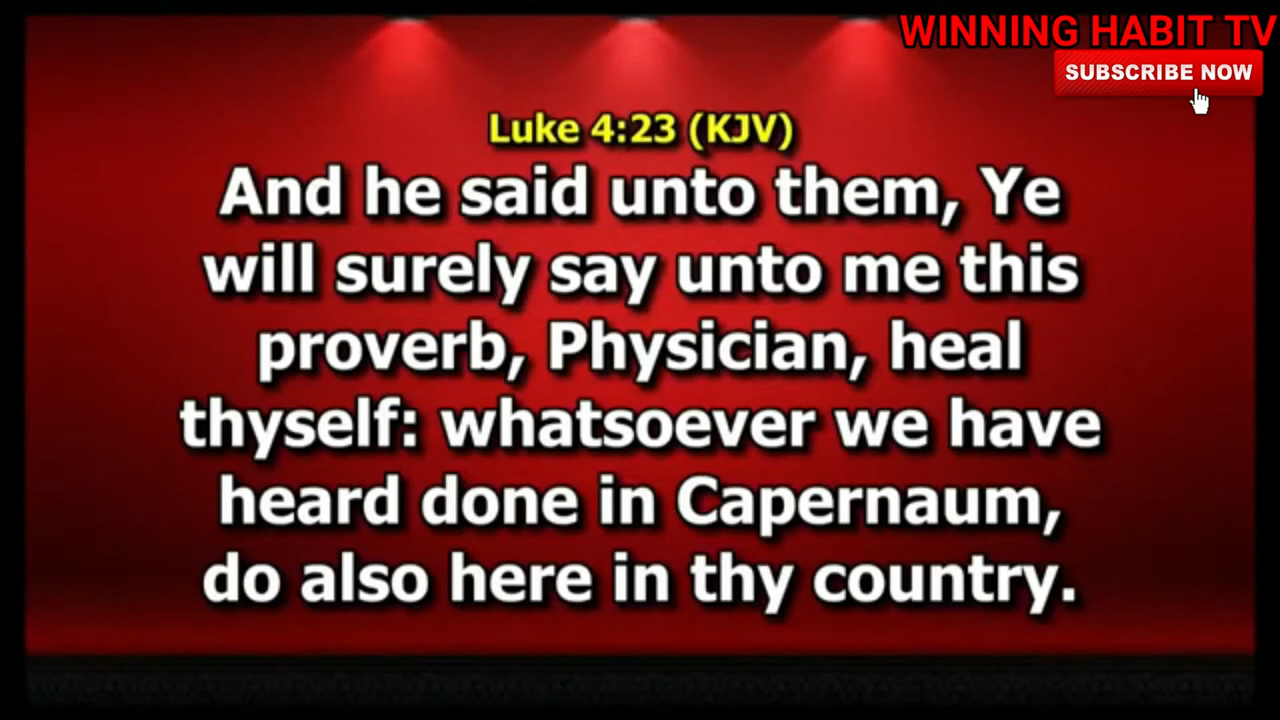 WINNING HABIT TV
SUBSCRIBE NOW
Luke 4:23 (KJV)
And he said unto them, Ye
will surely say unto me this
proverb, Physician, heal
thyself: whatsoever we have
heard done in Capernaum,
do also here in thy country.